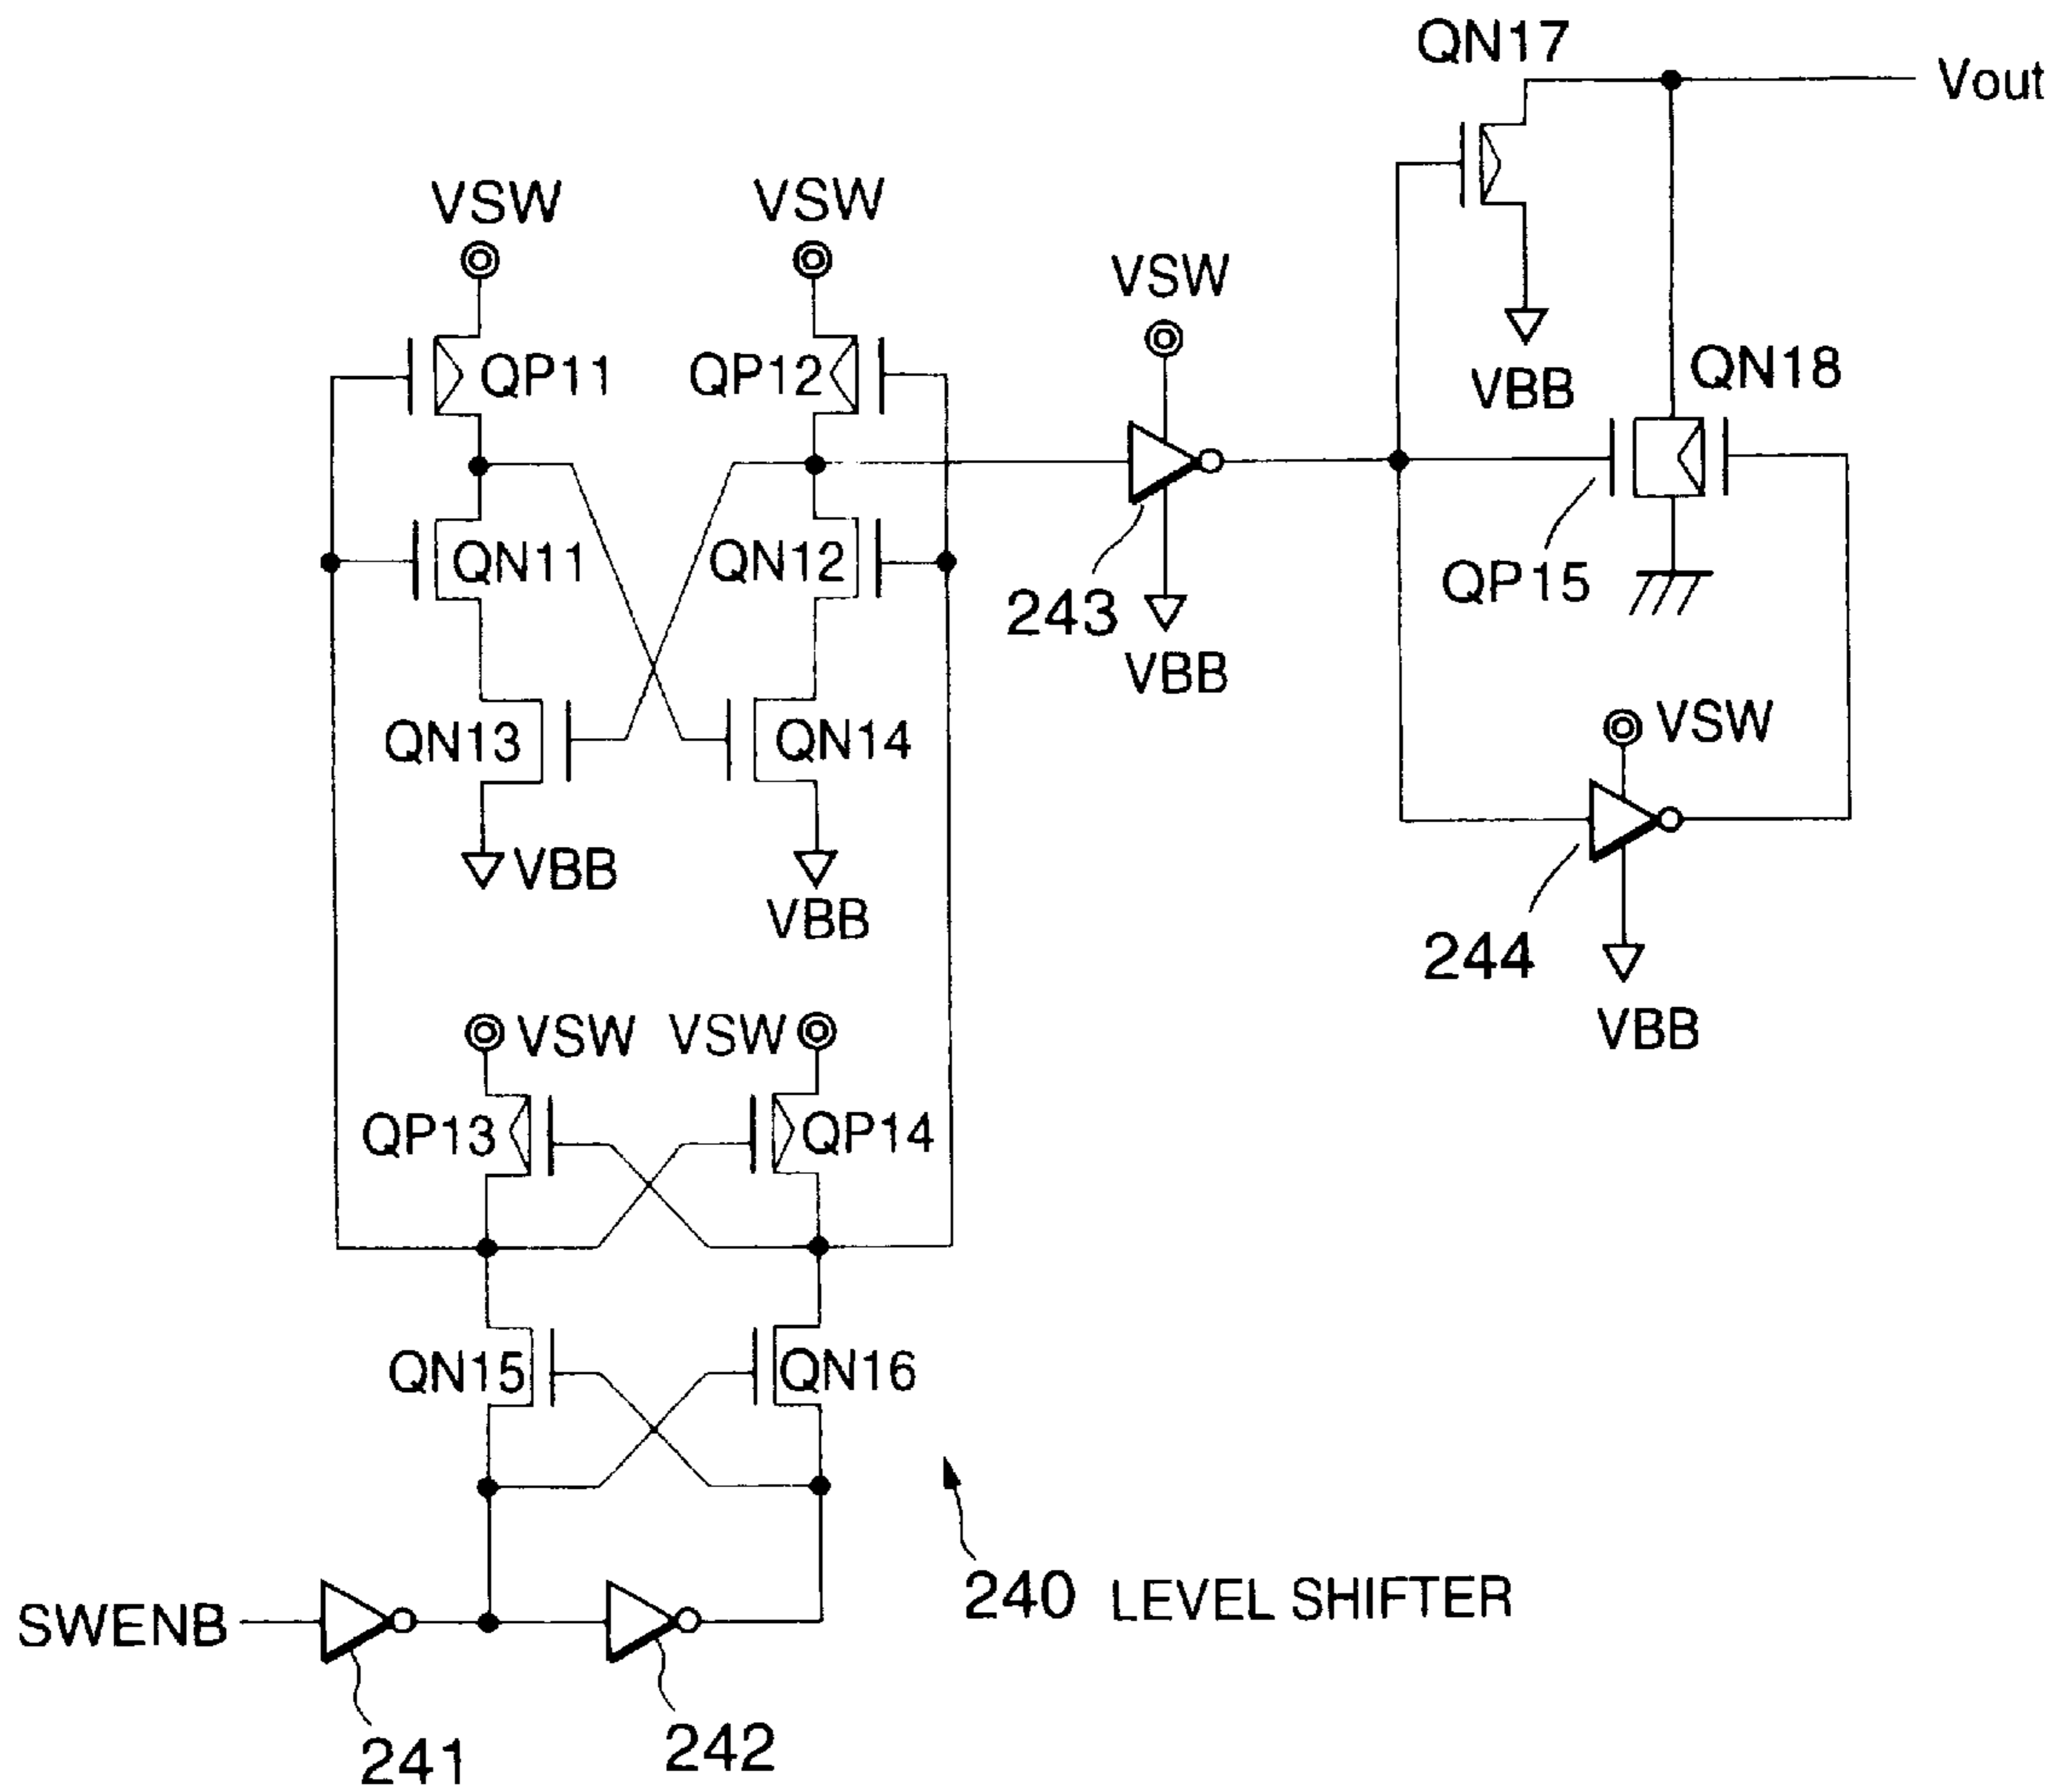 QN17
Vout
VSW
VSW
VSW
QP11
QP12
VBB
QN18
QN11
QN12
243
QP15
VBB
QN13
QN14
VSW
VBB
VBB
244
VBB
VSW
VSW
QP13
QP14
QN15
QN16
240 LEVEL SHIFTER
SWENB
241
242